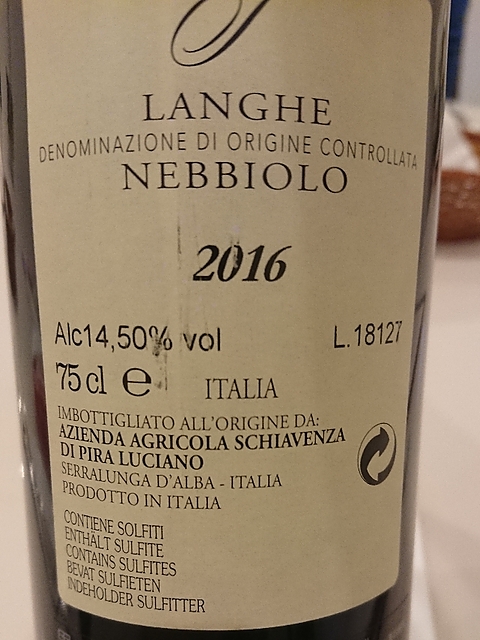 LANGHE
DENOMINAZIONE DI ORIGINE CONTROLLATA
NEBBIOLO
2016
Alc14,50% vol
L.18127
75 cl e ITALIA
IMBOTTIGLIATO ALL'ORIGINE DA:
AZIENDA AGRICOLA SCHIAVENZA
DI PIRA LUCIANO
SERRALUNGA D'ALBA - ITALIA
PRODOTTO IN ITALIA
CONTIENE SOLFITI
ENTHÄLT SULFITE
CONTAINS SULFITES
BEVAT SULFIETEN
INDEHOLDER SULFITTER